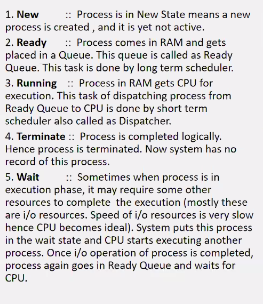 1. New :: Process is in New State means a new
process is created , and it is yet not active.
2. Ready :: Process comes in RAM and gets
placed in a Queue. This queue is called as Ready
Queue. This task is done by long term scheduler.
3. Running :: Process in RAM gets CPU for
execution. This task of dispatching process from
Ready Queue to CPU is done by short term
scheduler also called as Dispatcher.
4. Terminate :: Process is completed logically.
Hence process is terminated. Now system has no
record of this process.
5. Wait :: Sometimes when process is in
execution phase, it may require some other
resources to complete the execution (mostly these
are i/o resources. Speed of i/o resources is very slow
hence CPU becomes ideal). System puts this process
in the wait state and CPU starts executing another
process. Once i/o operation of process is completed,
process again goes in Ready Queue and waits for
CPU.